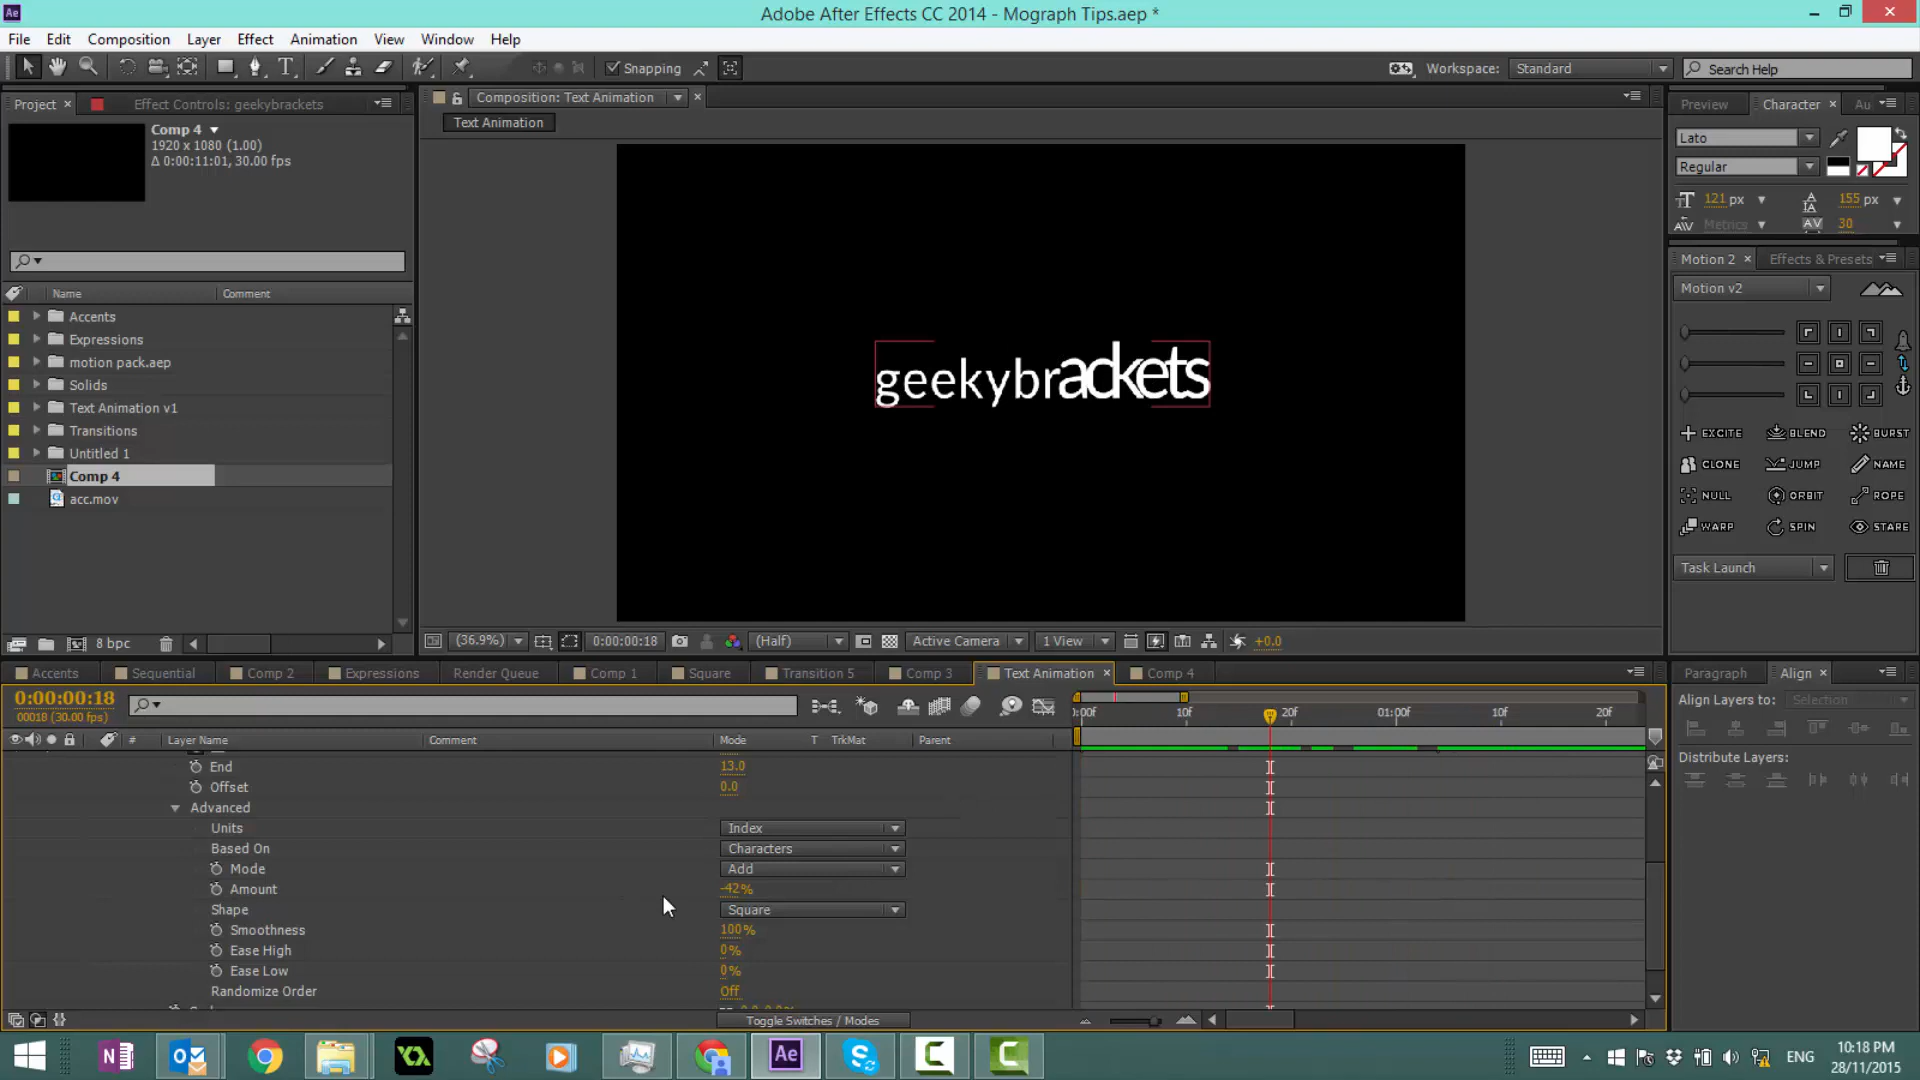 Adobe After Effects CC 2014 - Mograph Tips.aep *
File Edit Composition Layer Effect Animation View Window Help
Snapping
Workspace: Standard
Search Help
Project Effect Controls: geekybrackets
Comp 4
1920 x 1080 (1.00)
Δ 0:00:11:01, 30.00 fps
Name Comment
Accents
Expressions
motion pack.aep
Solids
Text Animation v1
Transitions
Untitled 1
Comp 4
acc.mov
8 bpc
Composition: Text Animation
Text Animation
geekybrackets
(36.9%) 0:00:00:18 (Half) Active Camera 1 View +0.0
Preview Character Au
Lato
Regular
121 px 155 px
Metrics 30
Motion 2 Effects & Presets
Motion v2
EXCITE BLEND BURST
CLONE JUMP NAME
NULL ORBIT ROPE
WARP SPIN STARE
Task Launch
Accents Sequential Comp 2 Expressions Render Queue Comp 1 Square Transition 5 Comp 3 Text Animation Comp 4
0:00:00:18
00018 (30.00 fps)
# Layer Name Comment Mode T TrkMat Parent
:00f 10f 20f 01:00f 10f 20f
End 13.0
Offset 0.0
Advanced
Units Index
Based On Characters
Mode Add
Amount -42%
Shape Square
Smoothness 100%
Ease High 0%
Ease Low 0%
Randomize Order Off
Toggle Switches / Modes
Paragraph Align
Align Layers to: Selection
Distribute Layers:
ENG
10:18 PM
28/11/2015